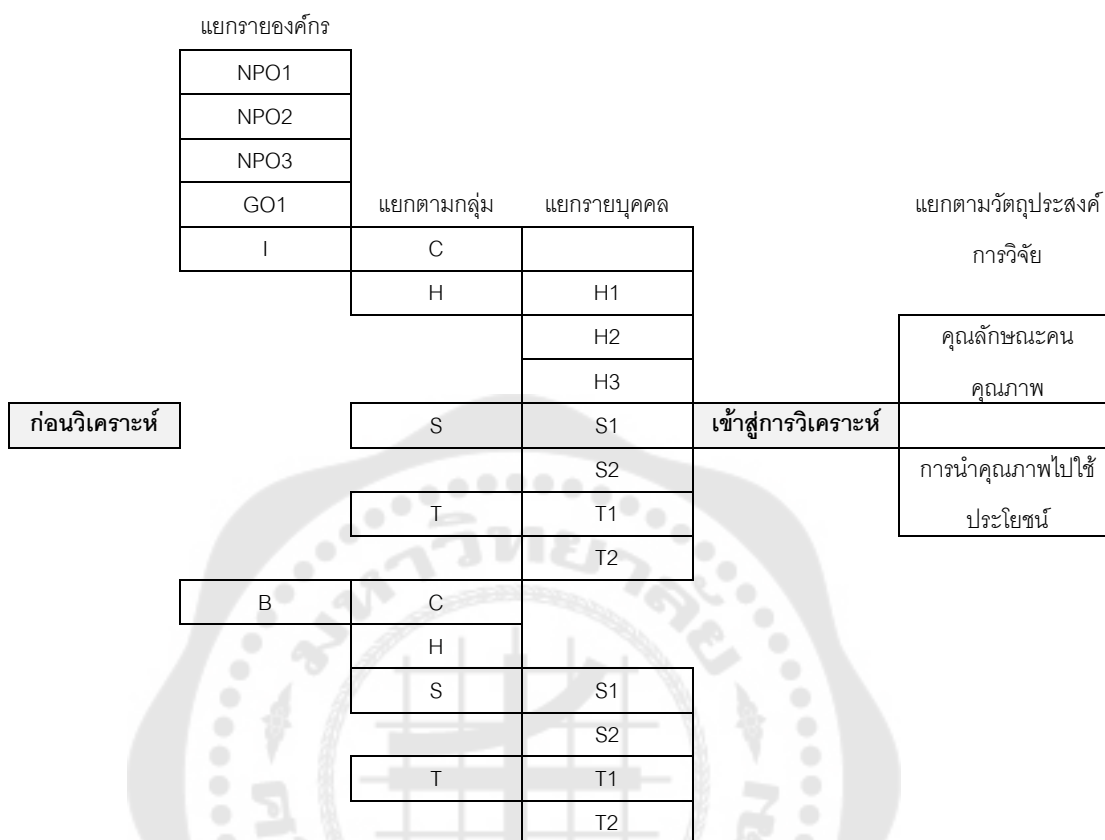 แยกรายองค์กร
NPO1
NPO2
NPO3
GO1 แยกตามกลุ่ม แยกรายบุคคล แยกตามวัตถุประสงค์
I C การวิจัย
H H1
H2 คุณลักษณะคน
H3 คุณภาพ
ก่อนวิเคราะห์ S S1 เข้าสู่การวิเคราะห์
S2 การนำคุณภาพไปใช้
T T1 ประโยชน์
T2
B C
H
S S1
S2
T T1
T2